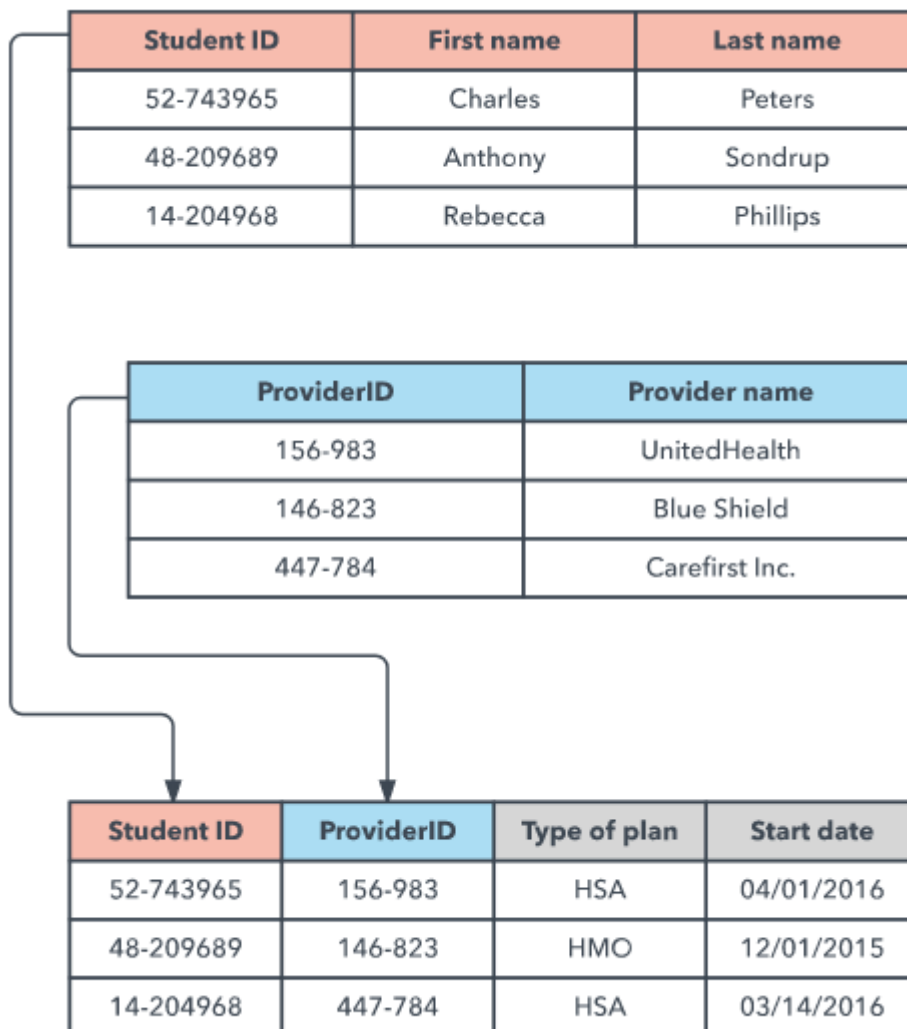 Student ID First name Last name
52-743965 Charles Peters
48-209689 Anthony Sondrup
14-204968 Rebecca Phillips
ProviderID Provider name
156-983 UnitedHealth
146-823 Blue Shield
447-784 Carefirst Inc.
Student ID ProviderID Type of plan Start date
52-743965 156-983 HSA 04/01/2016
48-209689 146-823 HMO 12/01/2015
14-204968 447-784 HSA 03/14/2016